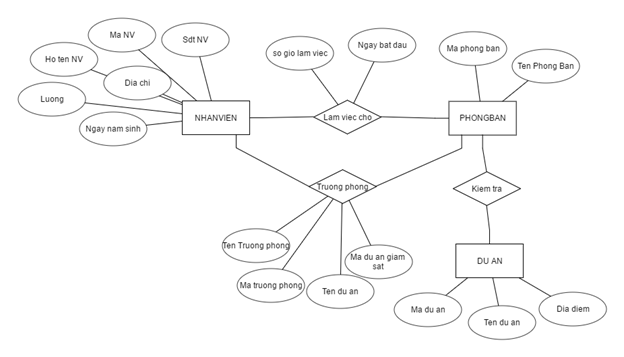 Ma NV
Sdt NV
Ho ten NV
Dia chi
Luong
Ngay nam sinh
NHANVIEN
so gio lam viec
Ngay bat dau
Lam viec cho
Ma phong ban
Ten Phong Ban
PHONGBAN
Truong phong
Kiem tra
Ten Truong phong
Ma truong phong
Ten du an
Ma du an giam
sat
DU AN
Ma du an
Ten du an
Dia diem